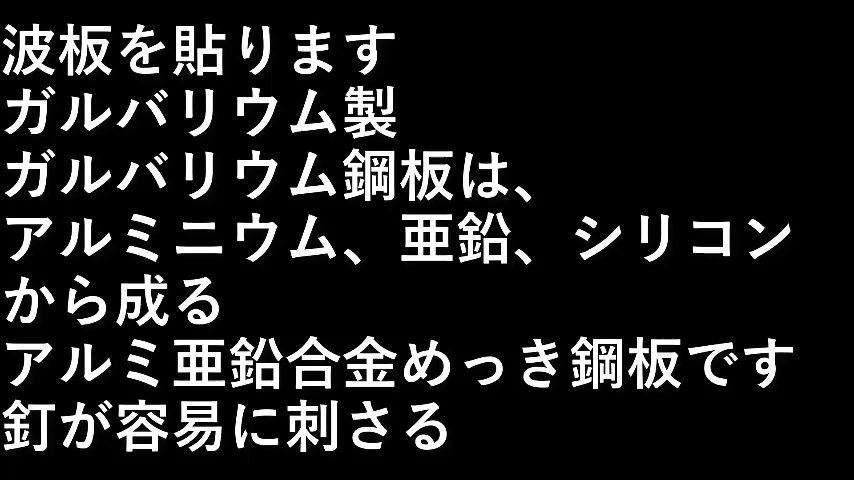 波板を貼ります
ガルバリウム製
ガルバリウム鋼板は、
アルミニウム、亜鉛、シリコン
から成る
アルミ亜鉛合金めっき鋼板です
釘が容易に刺さる